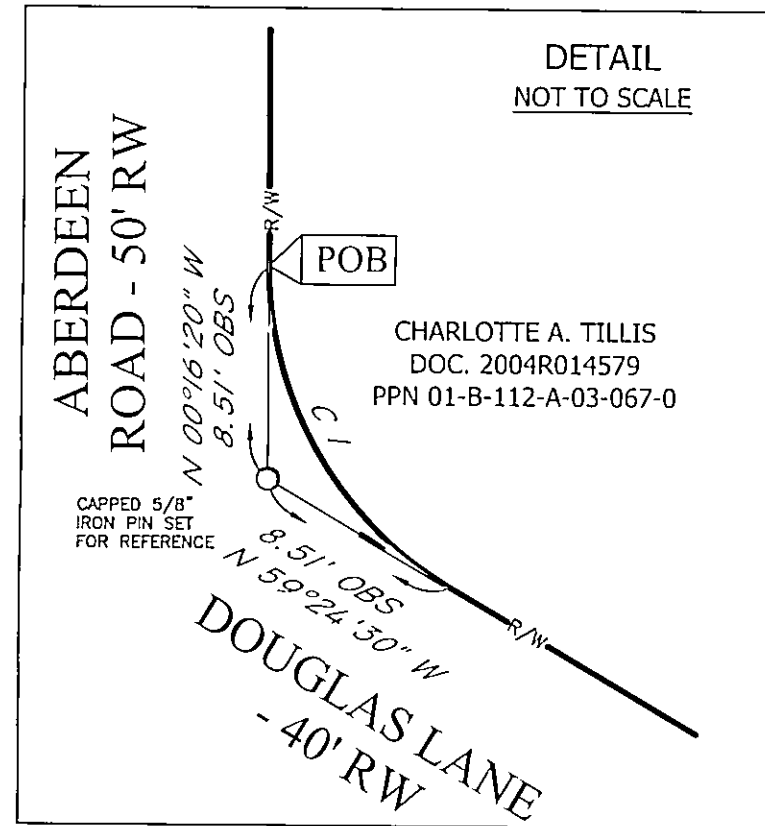 DETAIL
NOT TO SCALE
ABERDEEN
ROAD - 50' RW
R/W
POB
N 00°16'20" W
8.51' OBS
CHARLOTTE A. TILLIS
DOC. 2004R014579
PPN 01-B-112-A-03-067-0
C 1
CAPPED 5/8"
IRON PIN SET
FOR REFERENCE
8.51' OBS
N 59°24'30" W
R/W
DOUGLAS LANE
- 40' RW